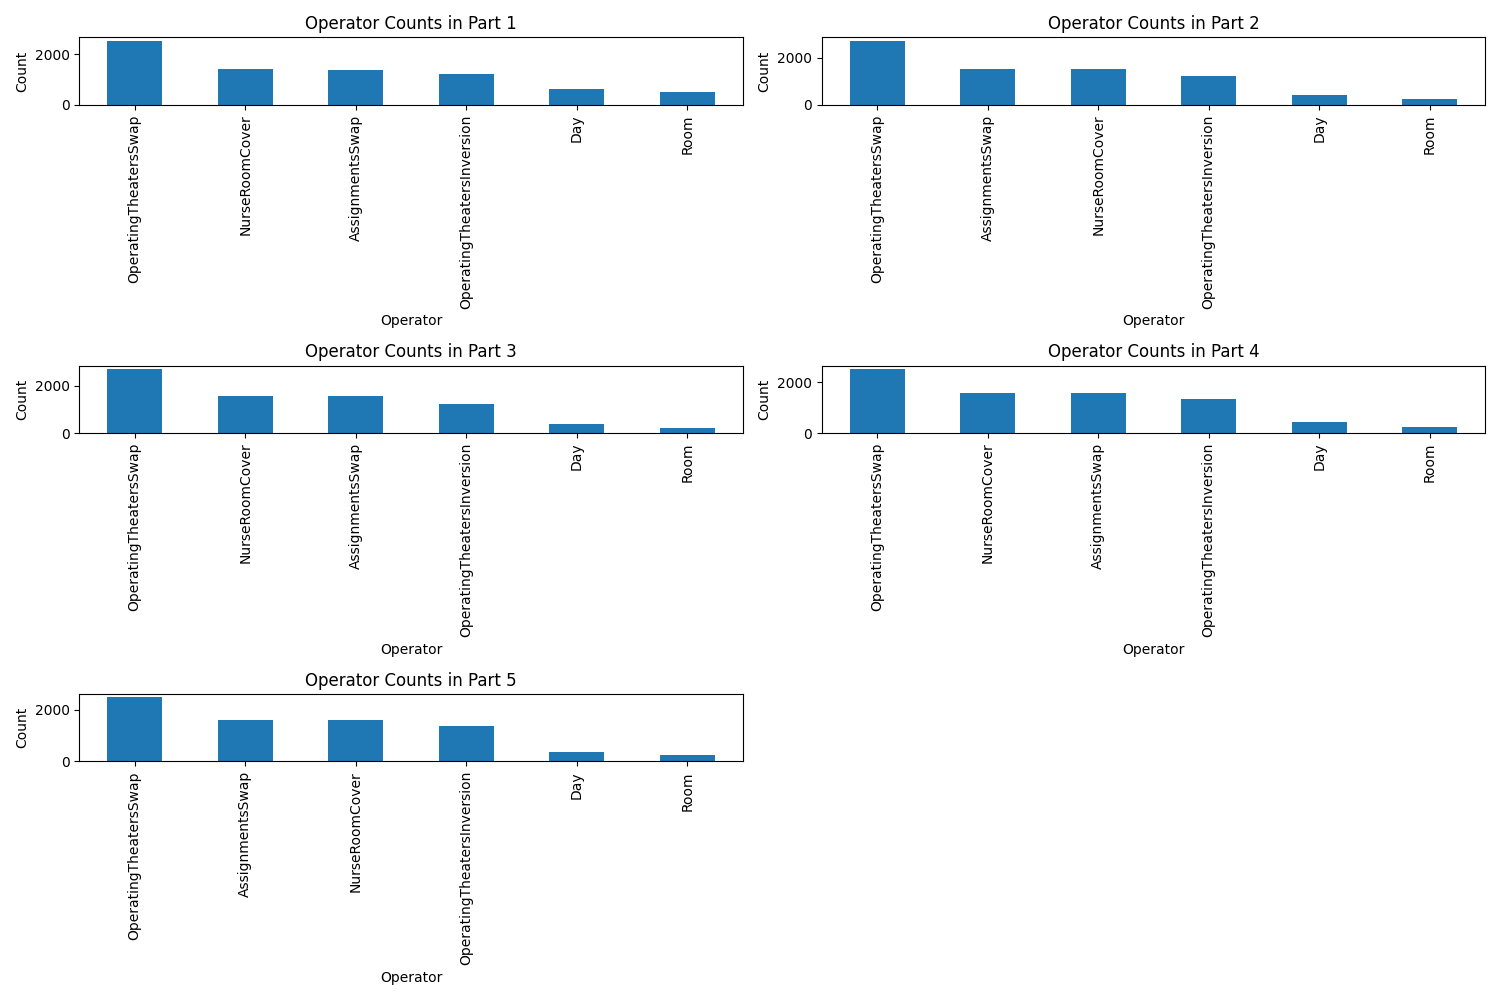 Operator Counts in Part 1
Count
2000
0
OperatingTheatersSwap
NurseRoomCover
AssignmentsSwap
OperatingTheatersInversion
Day
Room
Operator
Operator Counts in Part 2
Count
2000
0
OperatingTheatersSwap
AssignmentsSwap
NurseRoomCover
OperatingTheatersInversion
Day
Room
Operator
Operator Counts in Part 3
Count
2000
0
OperatingTheatersSwap
NurseRoomCover
AssignmentsSwap
OperatingTheatersInversion
Day
Room
Operator
Operator Counts in Part 4
Count
2000
0
OperatingTheatersSwap
NurseRoomCover
AssignmentsSwap
OperatingTheatersInversion
Day
Room
Operator
Operator Counts in Part 5
Count
2000
0
OperatingTheatersSwap
AssignmentsSwap
NurseRoomCover
OperatingTheatersInversion
Day
Room
Operator